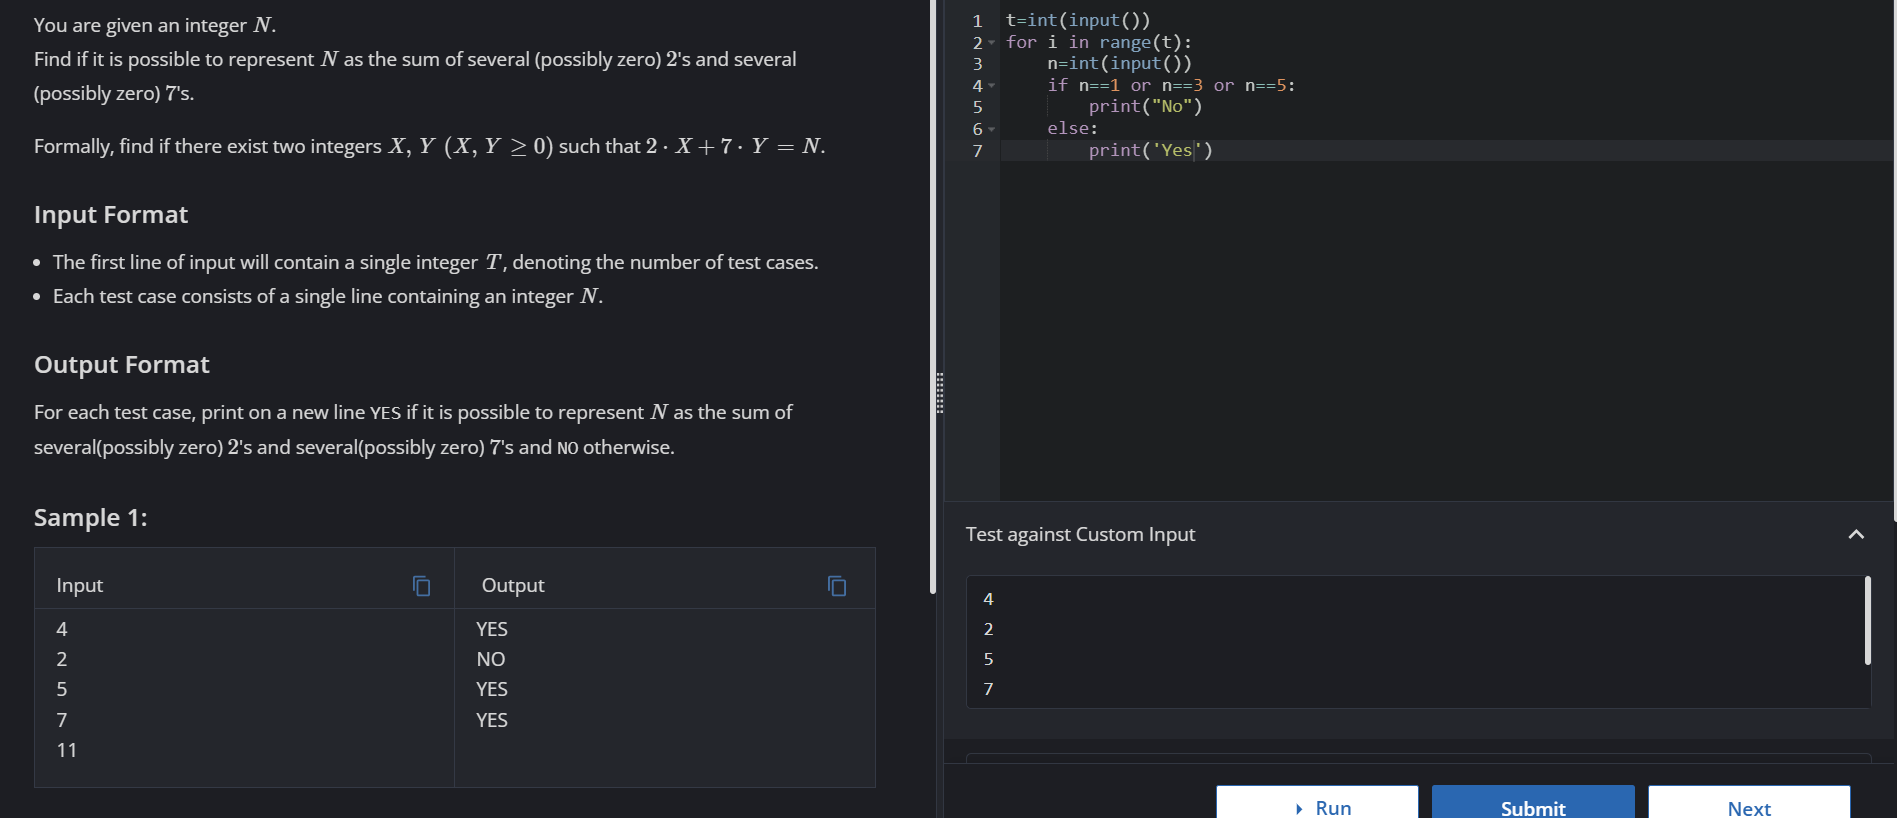 You are given an integer N.
Find if it is possible to represent N as the sum of several (possibly zero) 2's and several
(possibly zero) 7's.
Formally, find if there exist two integers X, Y (X, Y ≥ 0) such that 2 · X + 7 · Y = N.
Input Format
• The first line of input will contain a single integer T, denoting the number of test cases.
• Each test case consists of a single line containing an integer N.
Output Format
For each test case, print on a new line YES if it is possible to represent N as the sum of
several(possibly zero) 2's and several(possibly zero) 7's and NO otherwise.
Sample 1:
Input Output
4 YES
2 NO
5 YES
7 YES
11
1 t=int(input())
2 for i in range(t):
3     n=int(input())
4     if n==1 or n==3 or n==5:
5         print("No")
6     else:
7         print('Yes')
Test against Custom Input
4
2
5
7
Run Submit Next